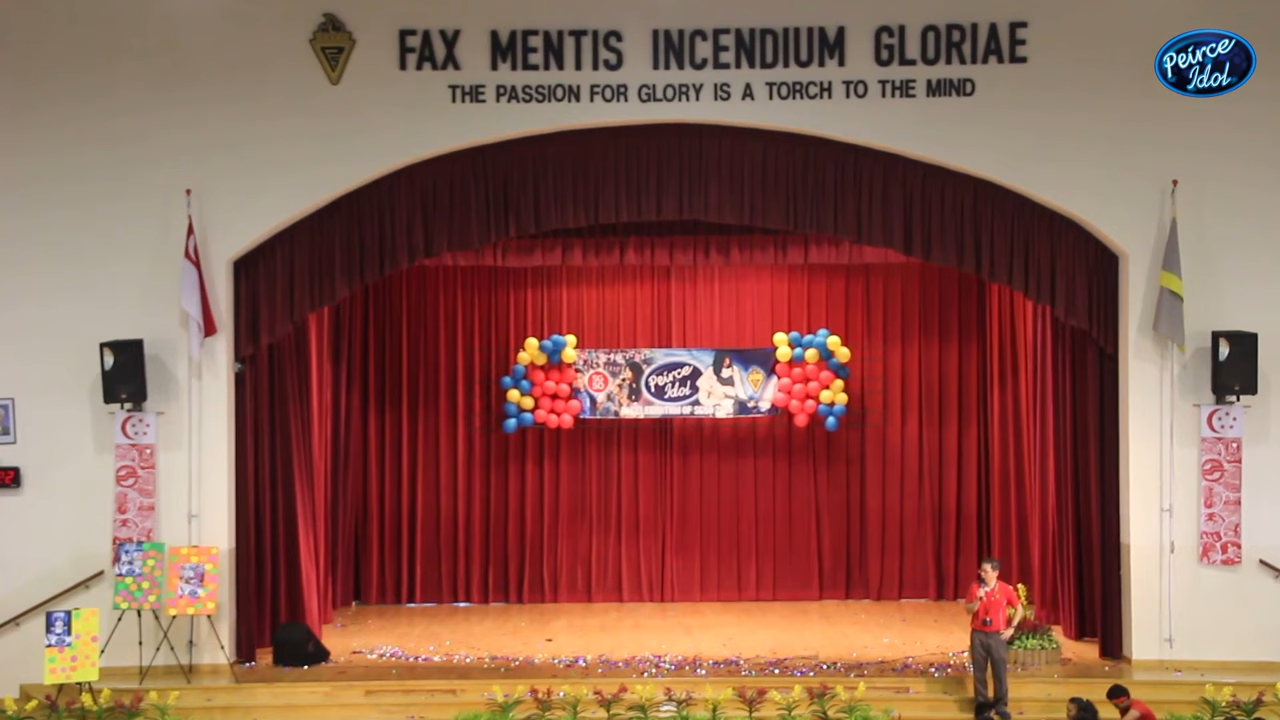 FAX MENTIS INCENDIUM GLORIAE
THE PASSION FOR GLORY IS A TORCH TO THE MIND
Peirce
Idol
Peirce
Idol